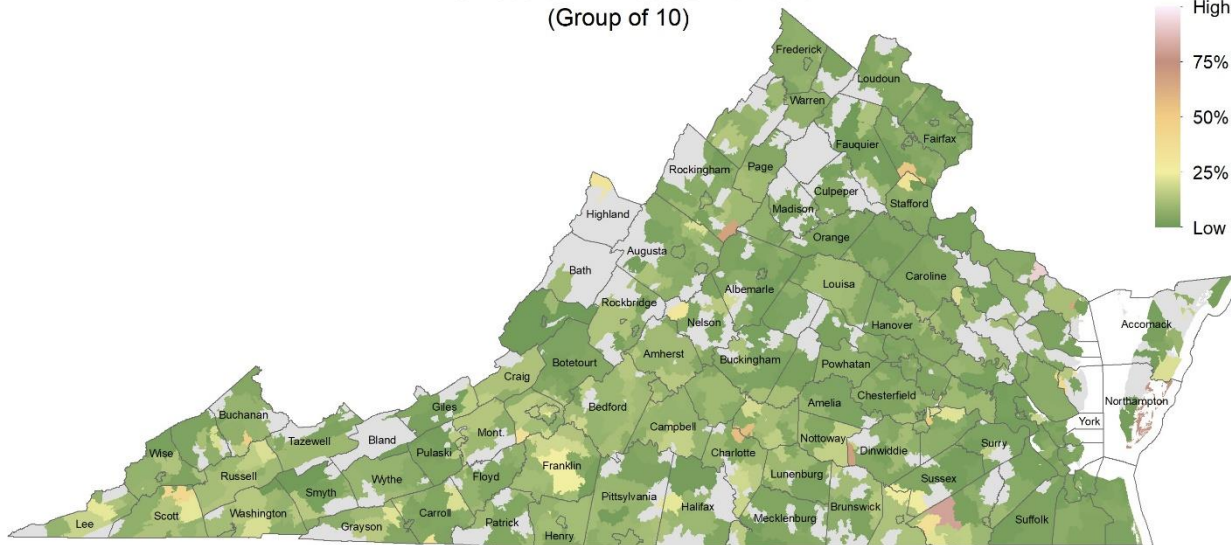 (Group of 10)
High
75%
50%
25%
Low
Frederick
Loudoun
Warren
Fairfax
Fauquier
Page
Rockingham
Culpeper
Stafford
Madison
Highland
Orange
Augusta
Bath
Caroline
Louisa
Albemarle
Rockbridge
Accomack
Nelson
Hanover
Amherst
Buckingham
Powhatan
Botetourt
Craig
Chesterfield
Northampton
Amelia
Giles
Bedford
Buchanan
York
Campbell
Mont.
Tazewell
Bland
Nottoway
Surry
Charlotte
Dinwiddie
Pulaski
Wise
Franklin
Russell
Wythe
Floyd
Lunenburg
Sussex
Smyth
Pittsylvania
Halifax
Brunswick
Washington
Scott
Carroll
Patrick
Mecklenburg
Suffolk
Lee
Grayson
Henry